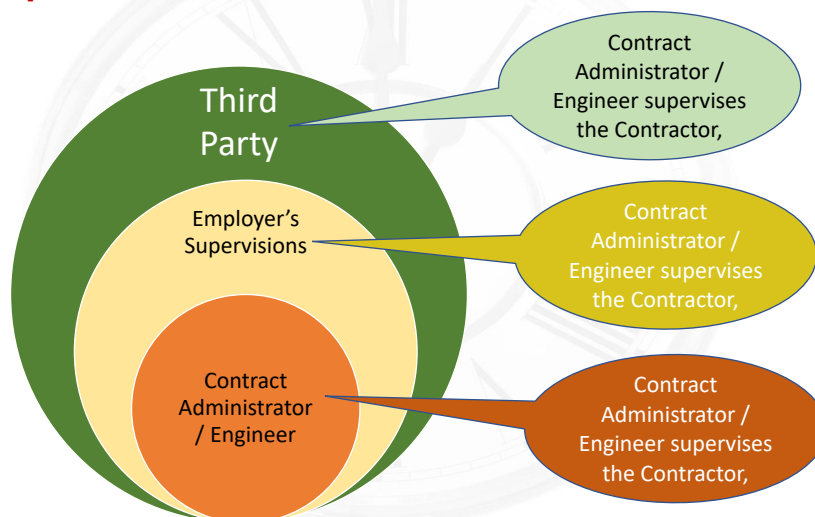 Third
Party
Contract
Administrator /
Engineer supervises
the Contractor,
Employer's
Supervisions
Contract
Administrator /
Engineer supervises
the Contractor,
Contract
Administrator
/ Engineer
Contract
Administrator /
Engineer supervises
the Contractor,